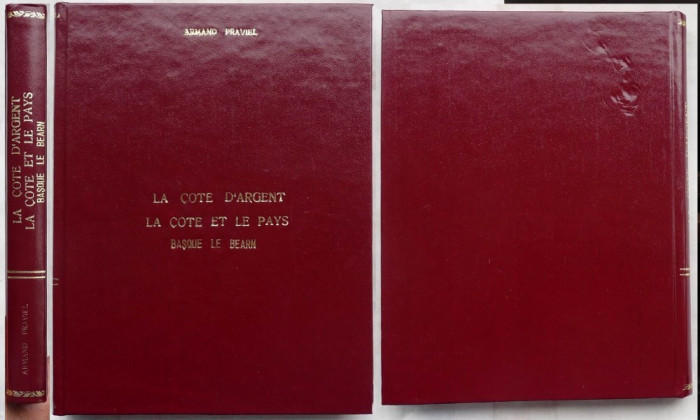 LA COTE D'ARGENT
LA COTE ET LE PAYS
BASQUE LE BEARN
ARMAND PRAVIEL
ARMAND PRAVIEL
LA COTE D'ARGENT
LA COTE ET LE PAYS
BASQUE LE BEARN